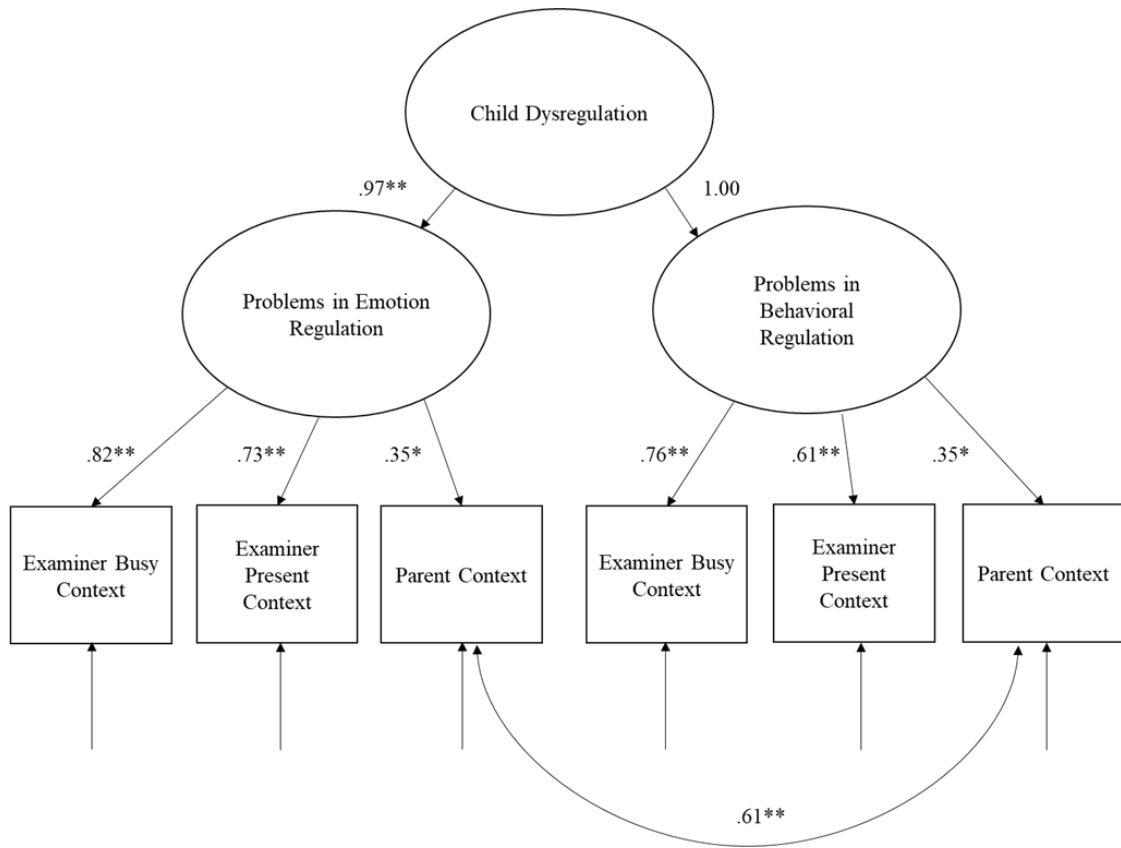 Child Dysregulation
.97**
1.00
Problems in Emotion
Regulation
Problems in
Behavioral
Regulation
.82**
.73**
.35*
.76**
.61**
.35*
Examiner Busy
Context
Examiner
Present
Context
Parent Context
Examiner Busy
Context
Examiner
Present
Context
Parent Context
.61**